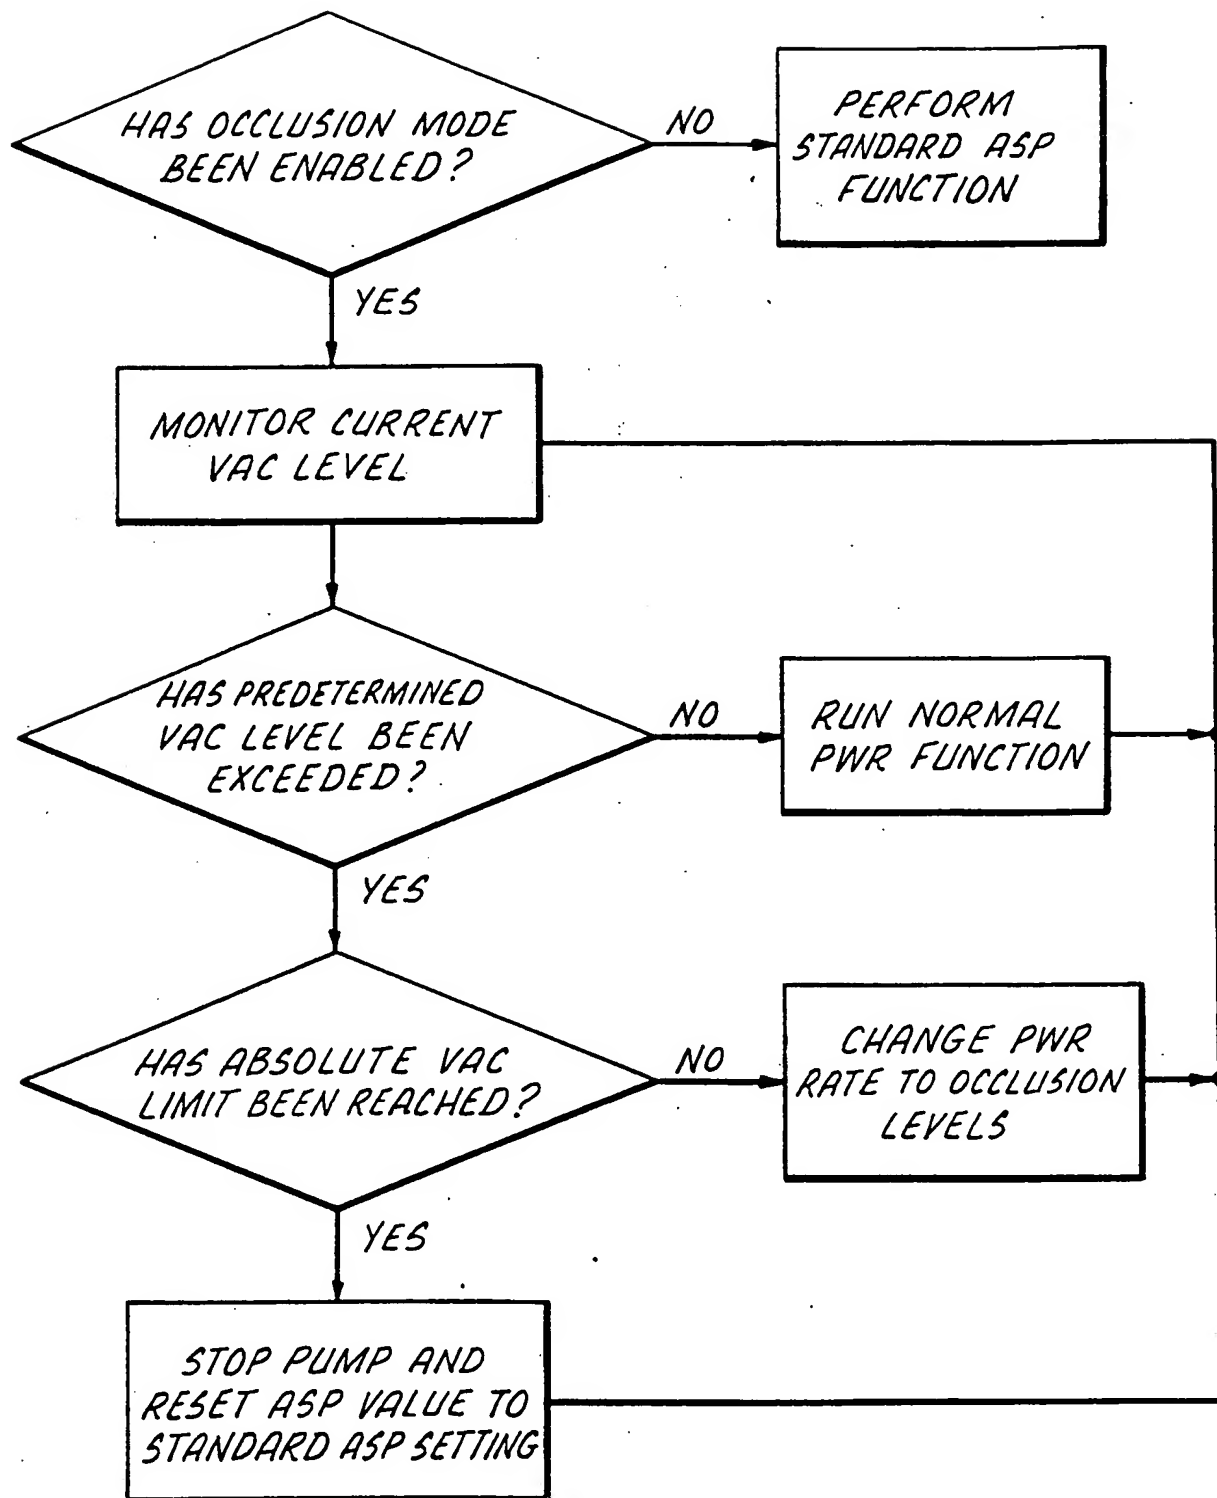 HAS OCCLUSION MODE
BEEN ENABLED?
NO
PERFORM
STANDARD ASP
FUNCTION
YES
MONITOR CURRENT
VAC LEVEL
HAS PREDETERMINED
VAC LEVEL BEEN
EXCEEDED?
NO
RUN NORMAL
PWR FUNCTION
YES
HAS ABSOLUTE VAC
LIMIT BEEN REACHED?
NO
CHANGE PWR
RATE TO OCCLUSION
LEVELS
YES
STOP PUMP AND
RESET ASP VALUE TO
STANDARD ASP SETTING